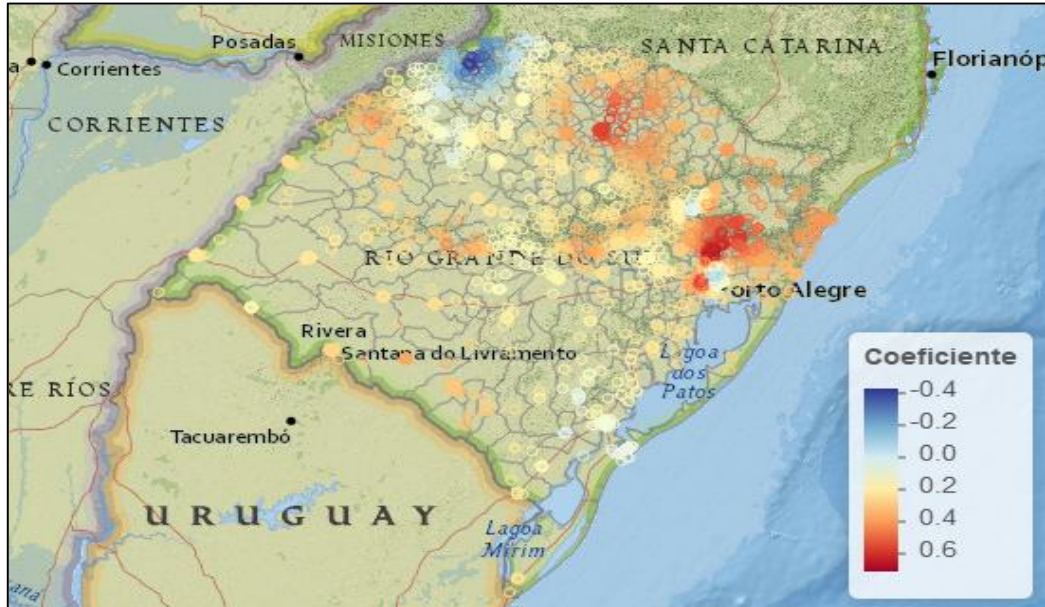 Posadas
MISIONES
SANTA CATARINA
Florianóp
a
Corrientes
CORRIENTES
RIO GRANDE DO SUL
Porto Alegre
Rivera
Santana do Livramento
Lagoa
dos
Patos
RE RÍOS
Tacuarembó
URUGUAY
Lagoa
Mirim
Coeficiente
-0.4
-0.2
0.0
0.2
0.4
0.6